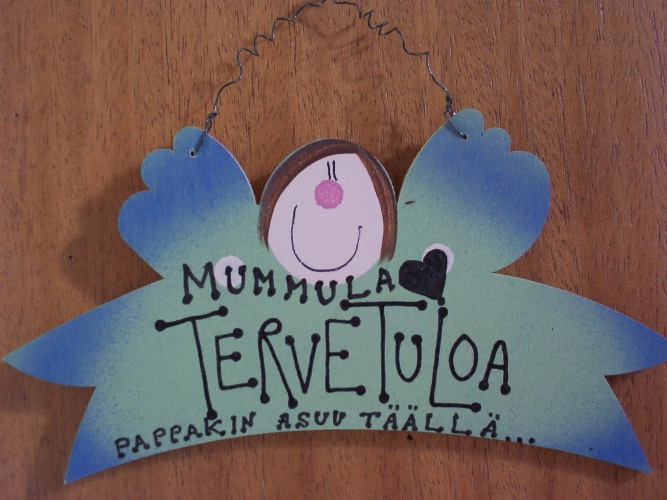 MUMMULA
TERVETULOA
PAPPAKIN ASUU TÄÄLLÄ...